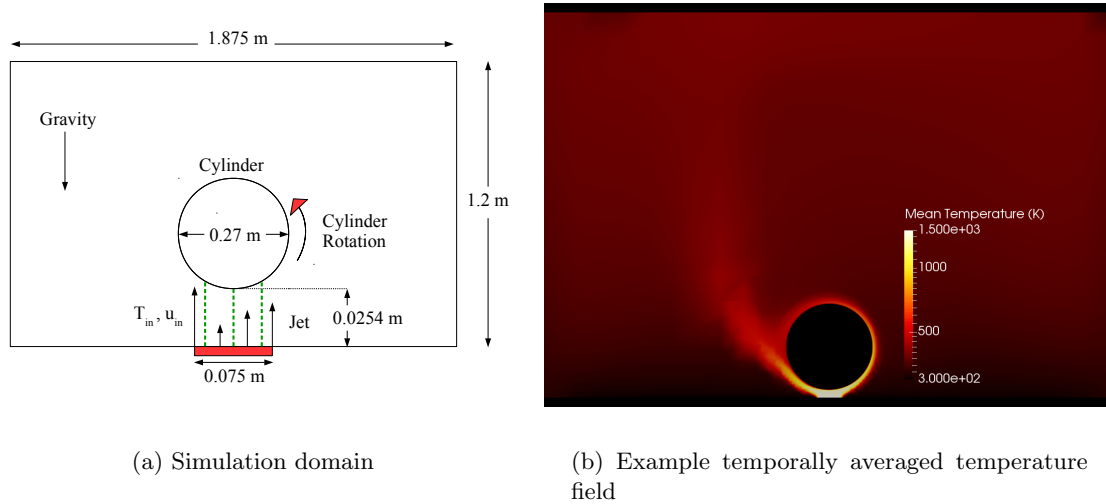 1.875 m
Gravity
Cylinder
1.2 m
0.27 m
Cylinder
Rotation
T_in, u_in
Jet
0.0254 m
0.075 m
(a) Simulation domain
Mean Temperature (K)
1.500e+03
1000
500
3.000e+02
(b) Example temporally averaged temperature
field